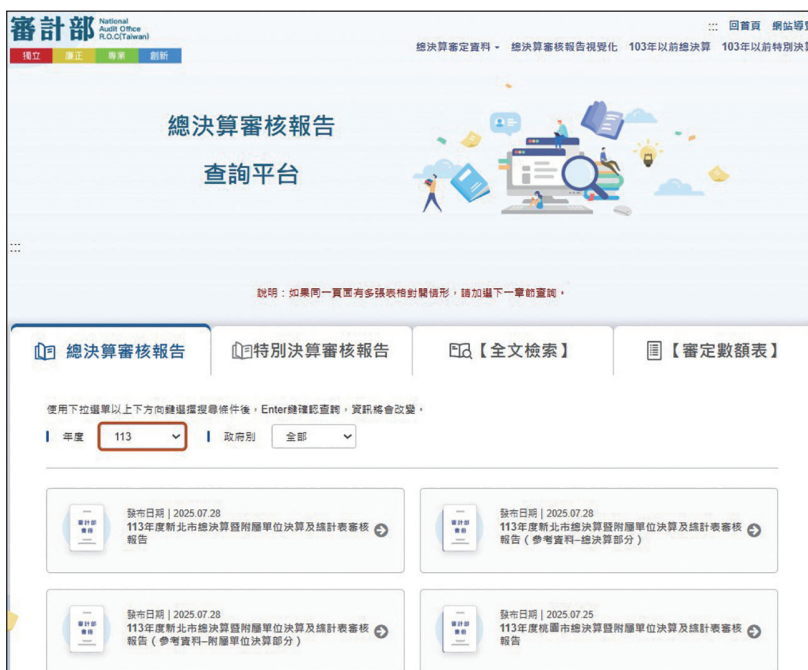 審計部 National Audit Office R.O.C(Taiwan)
獨立 廉正 專業 創新
::: 回首頁 網站導覽
總決算審定資料 總決算審核報告視覺化 103年以前總決算 103年以前特別決算
總決算審核報告
查詢平台
:::
說明：如果同一頁面有多張表格對開情形，請加選下一章節查詢。
總決算審核報告 特別決算審核報告 【全文檢索】 【審定數額表】
使用下拉選單以上下方向鍵選擇搜尋條件後，Enter鍵確認查詢，資訊將會改變。
年度 113 政府別 全部
發布日期 | 2025.07.28
113年度新北市總決算暨附屬單位決算及綜計表審核
報告
發布日期 | 2025.07.28
113年度新北市總決算暨附屬單位決算及綜計表審核
報告（參考資料–總決算部分）
發布日期 | 2025.07.28
113年度新北市總決算暨附屬單位決算及綜計表審核
報告（參考資料–附屬單位決算部分）
發布日期 | 2025.07.25
113年度桃園市總決算暨附屬單位決算及綜計表審核
報告